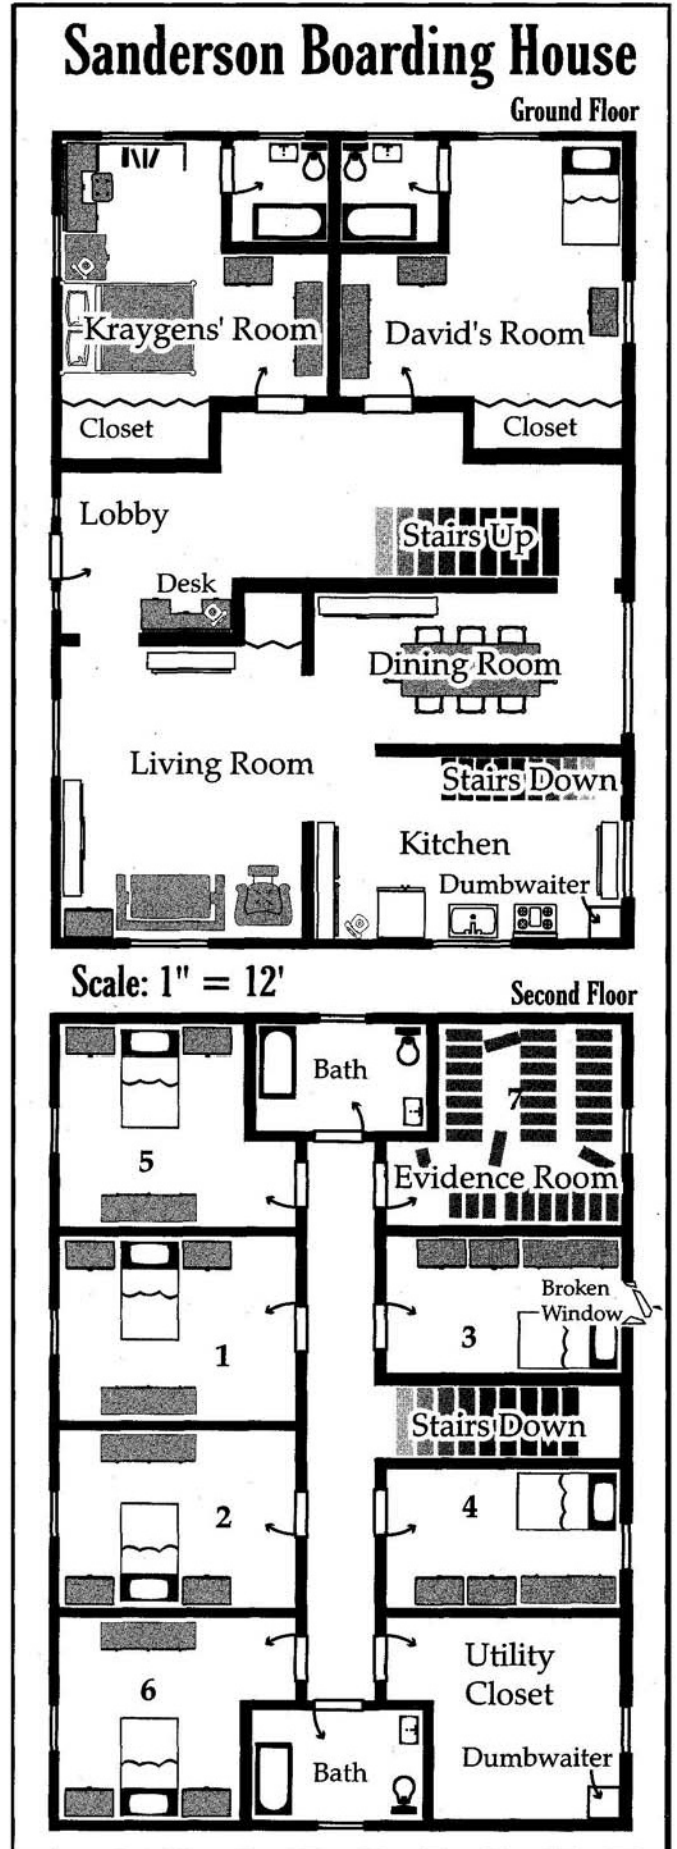 Sanderson Boarding House
Ground Floor
Kraygens' Room
David's Room
Closet
Closet
Lobby
Stairs Up
Desk
Dining Room
Living Room
Stairs Down
Kitchen
Dumbwaiter
Scale: 1" = 12'
Second Floor
Bath
7
5
Evidence Room
Broken
Window
3
1
Stairs Down
2
4
Utility
Closet
6
Dumbwaiter
Bath